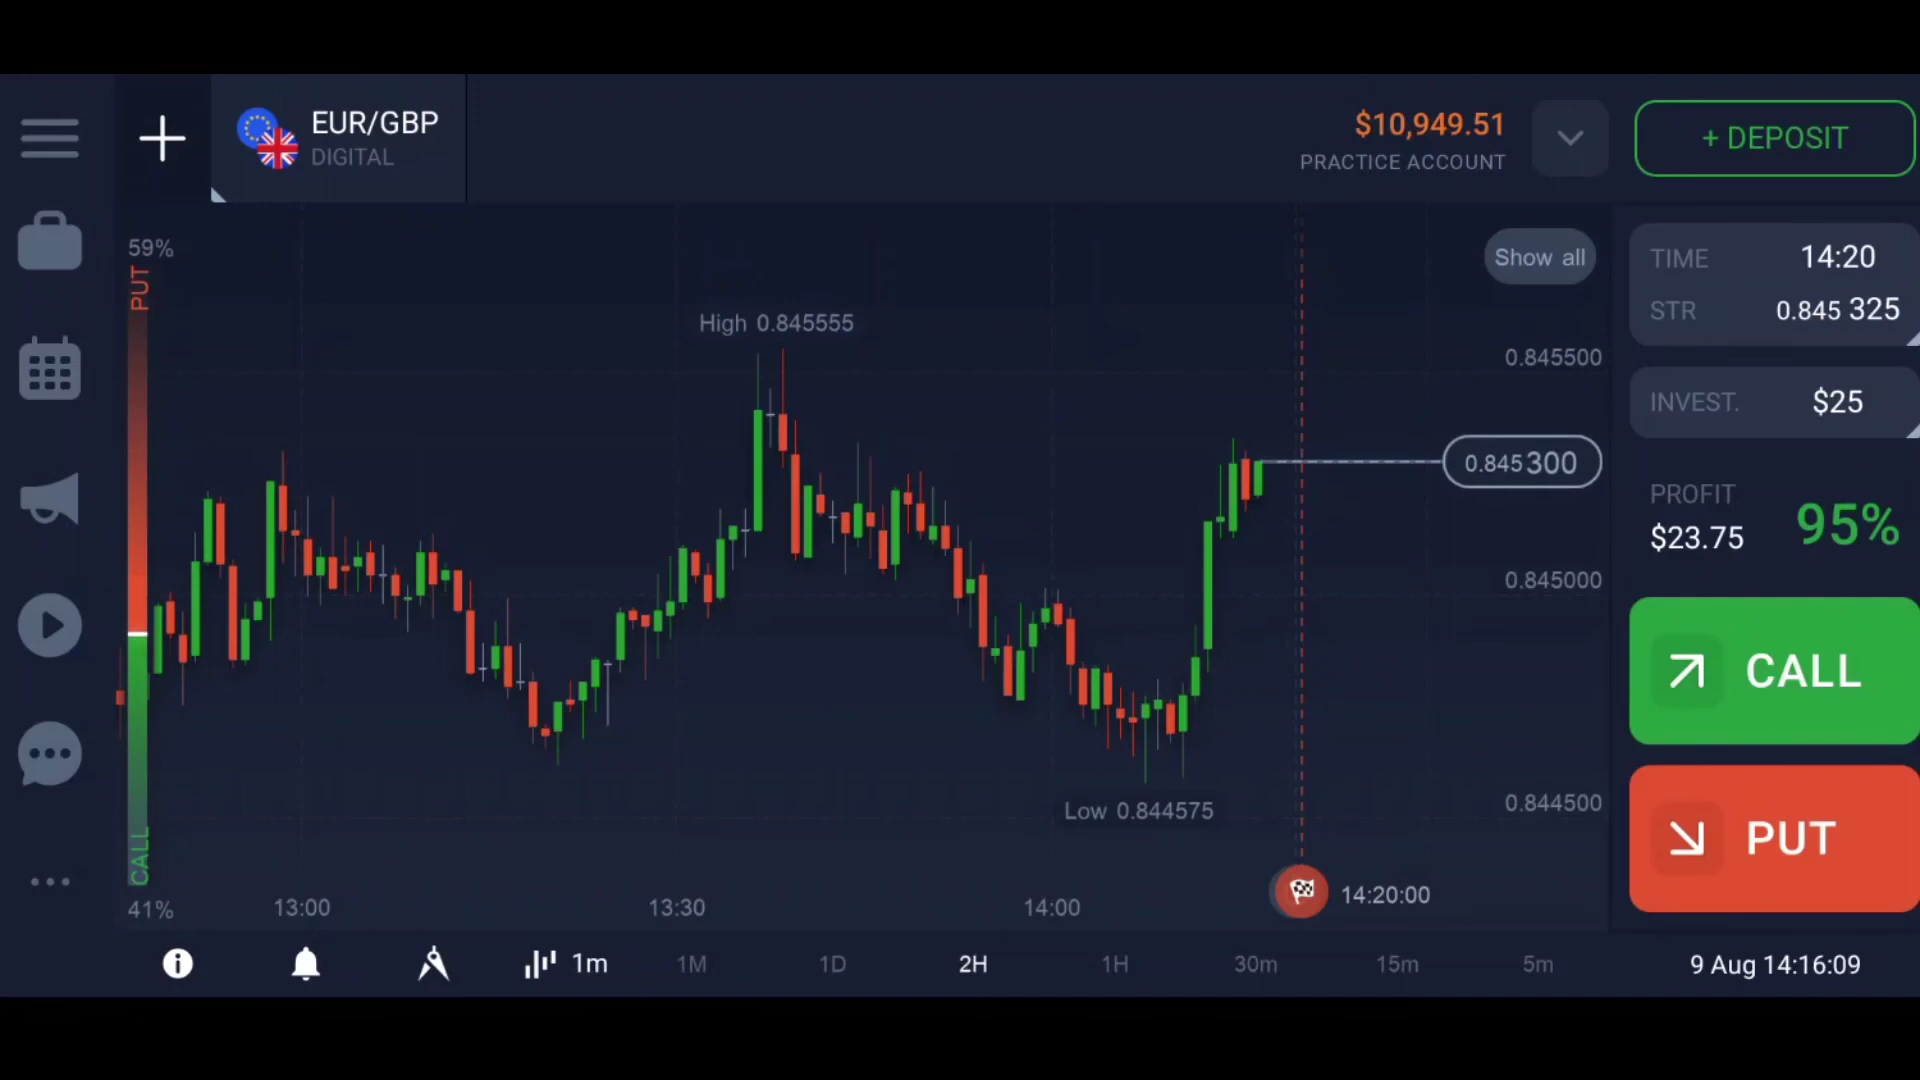 EUR/GBP
DIGITAL
$10,949.51
PRACTICE ACCOUNT
+ DEPOSIT
59%
PUT
Show all
TIME 14:20
STR 0.845 325
High 0.845555
0.845500
INVEST. $25
0.845300
PROFIT
$23.75
95%
0.845000
CALL
0.844500
Low 0.844575
PUT
CALL
41%
13:00
13:30
14:00
14:20:00
1m
1M
1D
2H
1H
30m
15m
5m
9 Aug 14:16:09